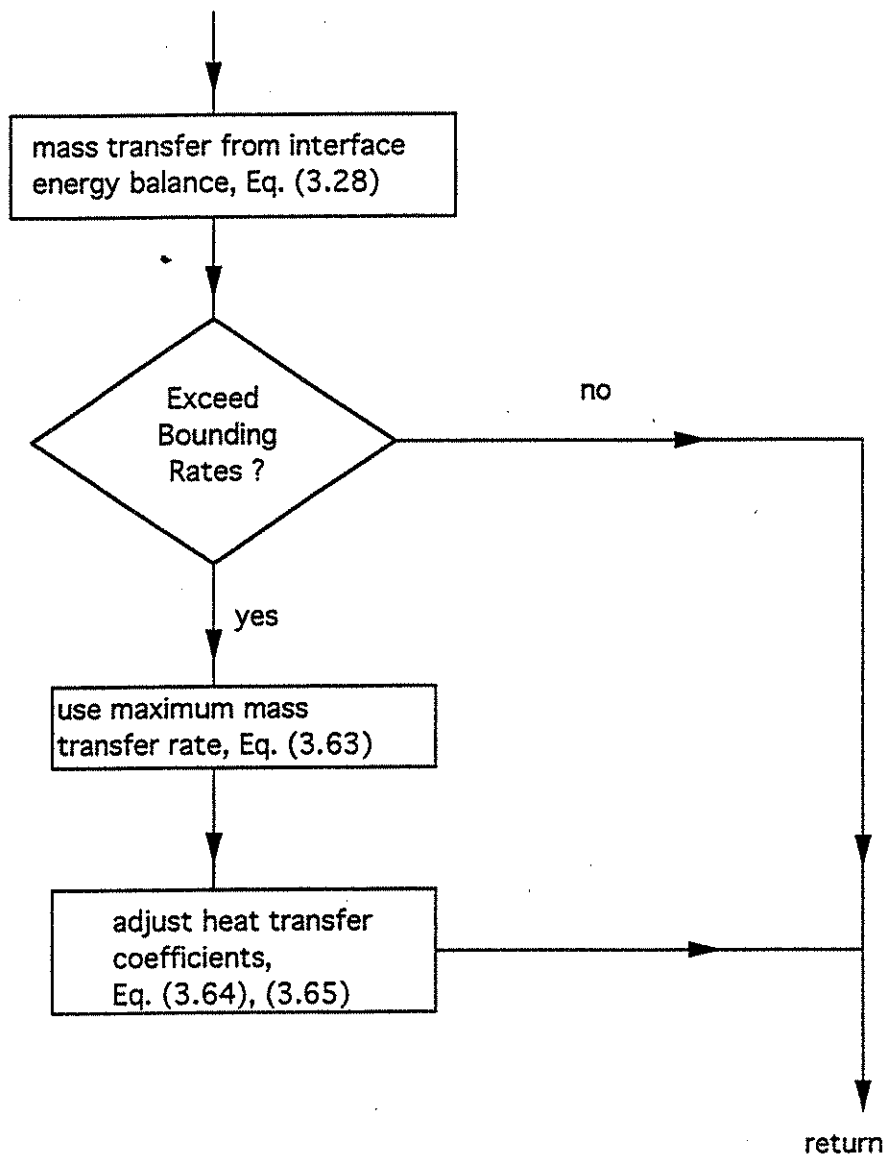 mass transfer from interface
energy balance, Eq. (3.28)
Exceed
Bounding
Rates ?
no
yes
use maximum mass
transfer rate, Eq. (3.63)
adjust heat transfer
coefficients,
Eq. (3.64), (3.65)
return